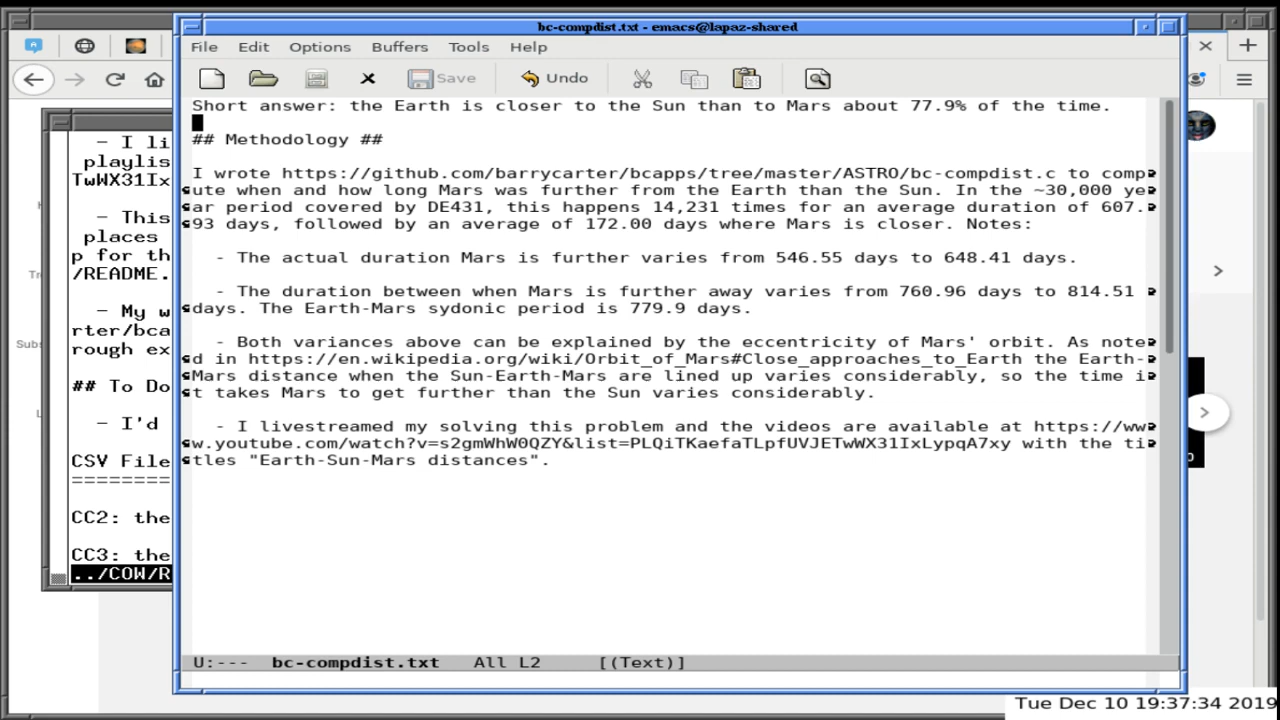 bc-compdist.txt - emacs@lapaz-shared
File Edit Options Buffers Tools Help
Save Undo
Short answer: the Earth is closer to the Sun than to Mars about 77.9% of the time.
## Methodology ##
I wrote https://github.com/barrycarter/bcapps/tree/master/ASTRO/bc-compdist.c to comp
ute when and how long Mars was further from the Earth than the Sun. In the ~30,000 ye
ar period covered by DE431, this happens 14,231 times for an average duration of 607.
93 days, followed by an average of 172.00 days where Mars is closer. Notes:
- The actual duration Mars is further varies from 546.55 days to 648.41 days.
- The duration between when Mars is further away varies from 760.96 days to 814.51
days. The Earth-Mars sydonic period is 779.9 days.
- Both variances above can be explained by the eccentricity of Mars' orbit. As note
d in https://en.wikipedia.org/wiki/Orbit_of_Mars#Close_approaches_to_Earth the Earth-
Mars distance when the Sun-Earth-Mars are lined up varies considerably, so the time i
t takes Mars to get further than the Sun varies considerably.
- I livestreamed my solving this problem and the videos are available at https://ww
w.youtube.com/watch?v=s2gmWhW0QZY&list=PLQiTKaefaTLpfUVJETwWX31IxLypqA7xy with the ti
tles "Earth-Sun-Mars distances".
U:--- bc-compdist.txt All L2 [(Text)]
- I li
playlis
TwWX31Ix
- This
places
p for th
/README.
- My w
rter/bca
rough ex
## To Do
- I'd
CSV File
========
CC2: the
CC3: the
../COW/R
Tr
Subs
Tue Dec 10 19:37:34 2019